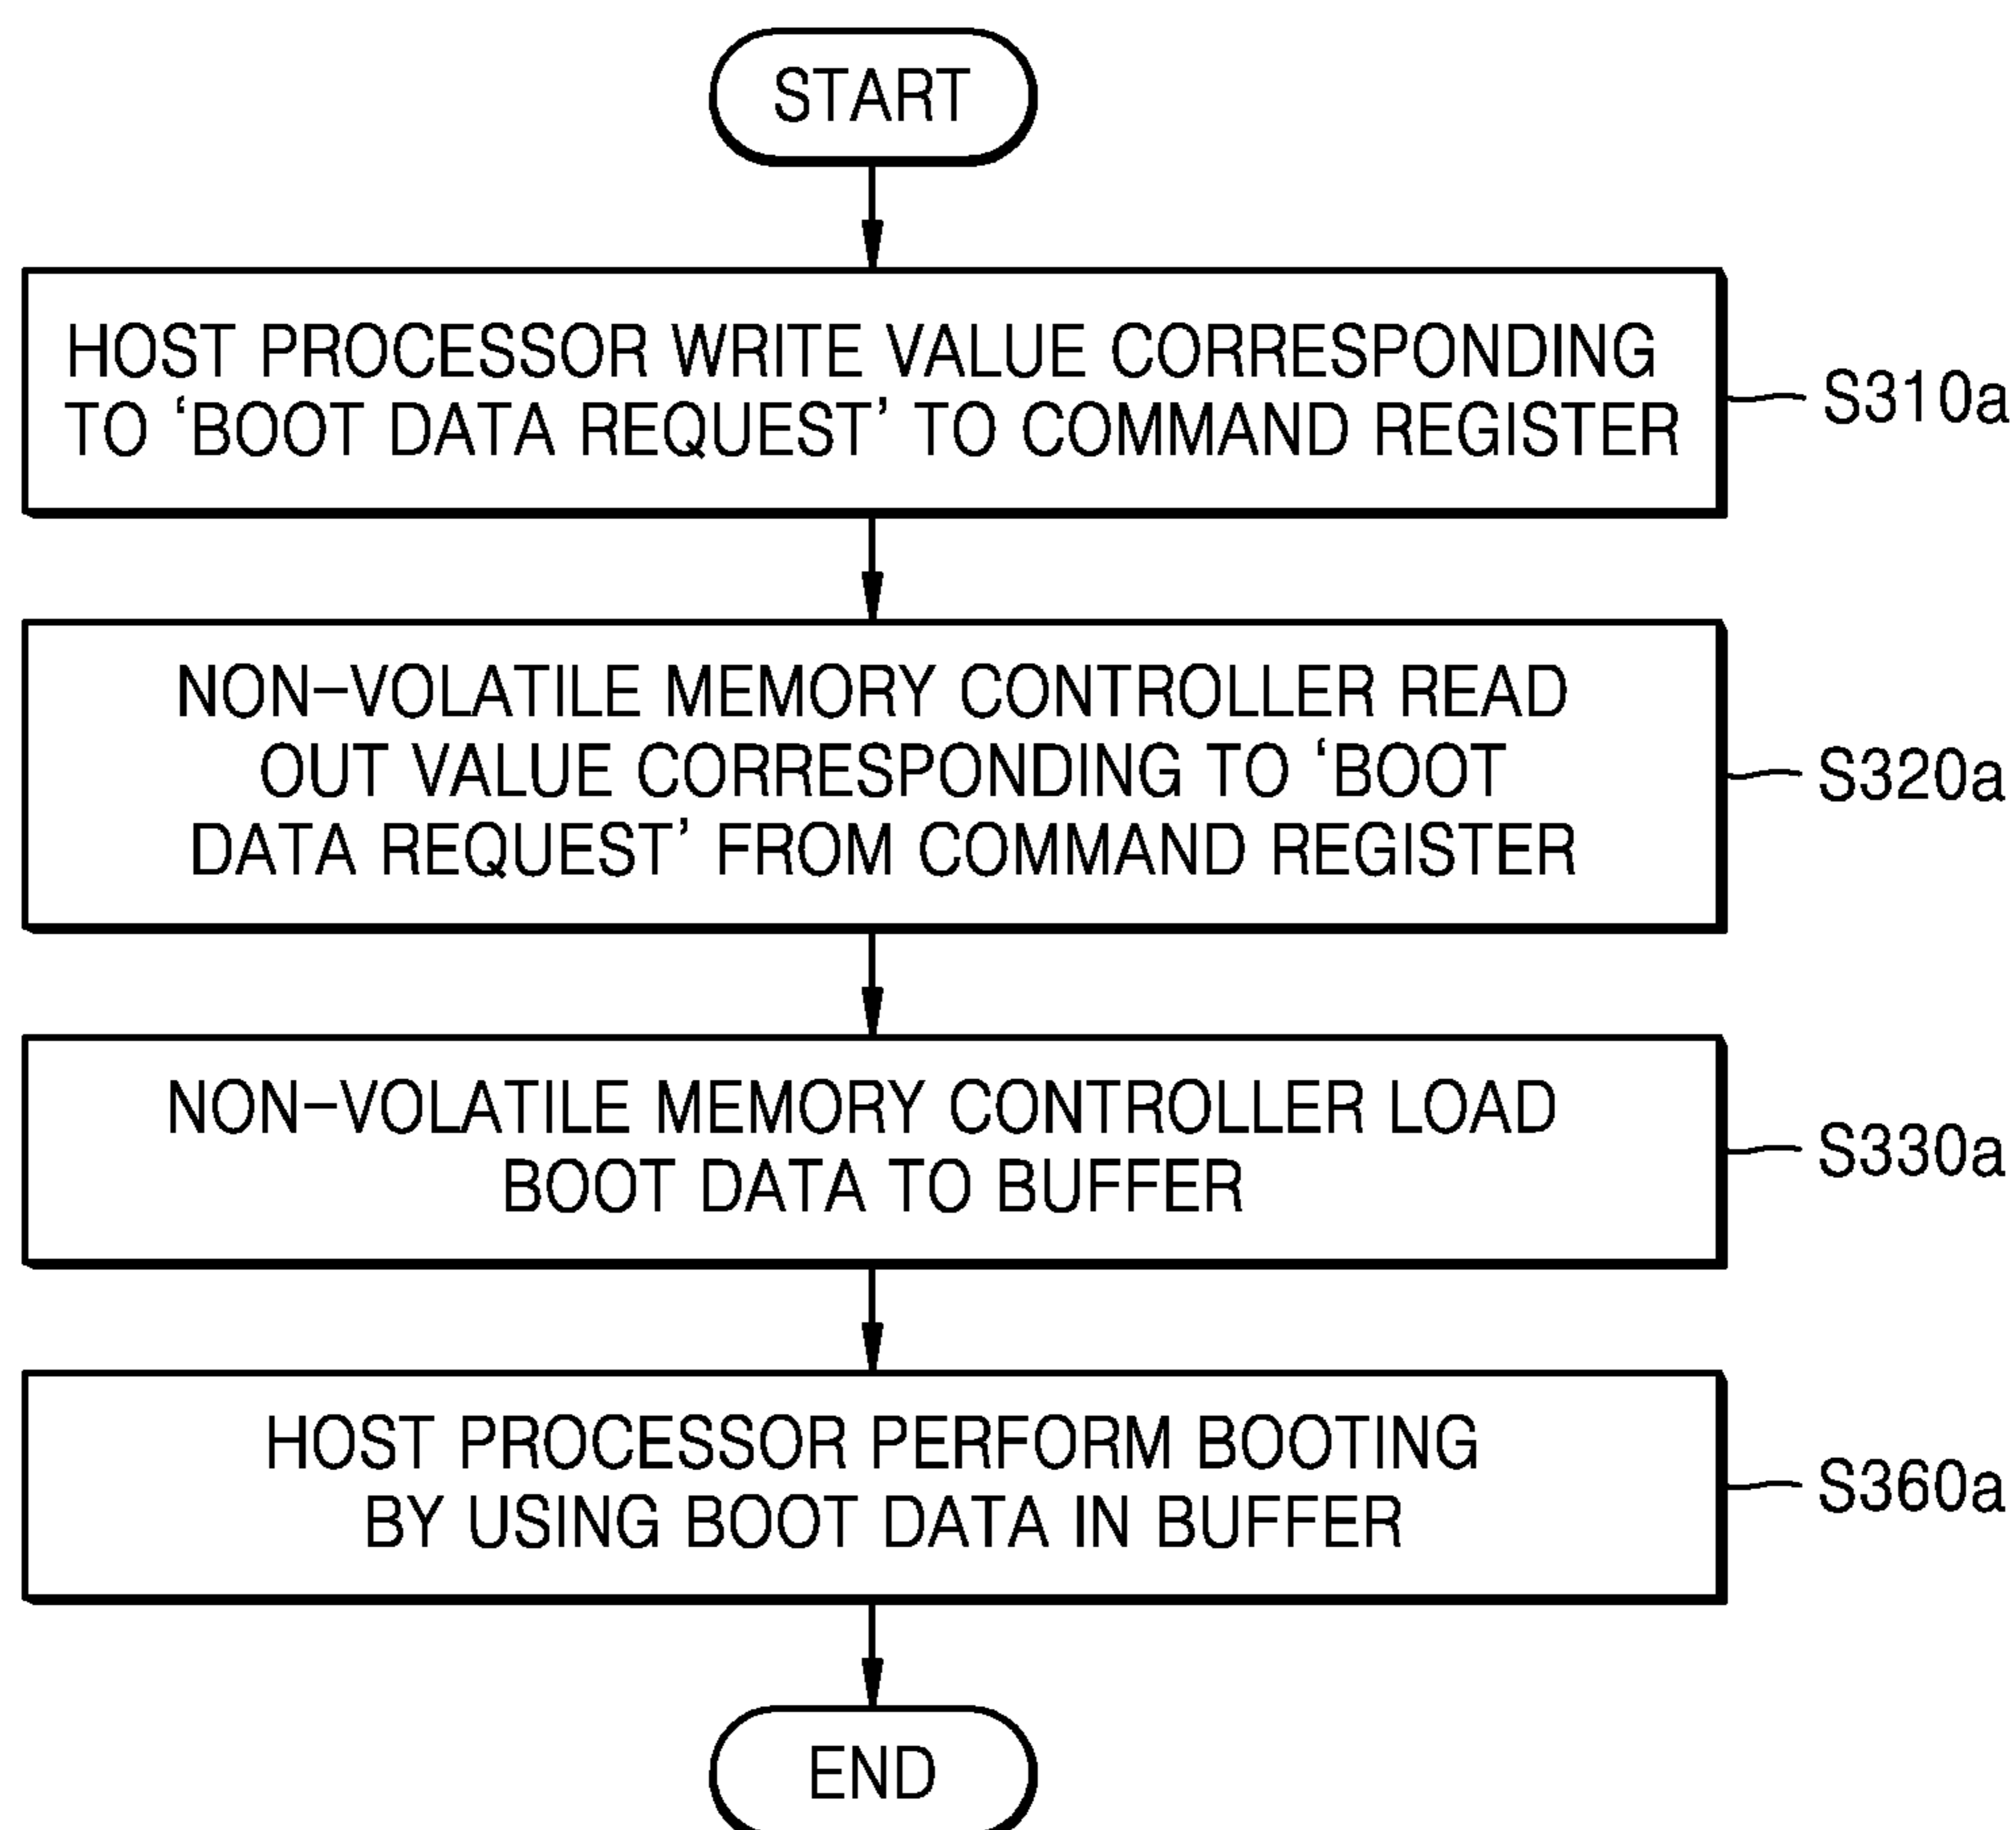 START
HOST PROCESSOR WRITE VALUE CORRESPONDING
TO ‘BOOT DATA REQUEST’ TO COMMAND REGISTER
S310a
NON–VOLATILE MEMORY CONTROLLER READ
OUT VALUE CORRESPONDING TO ‘BOOT
DATA REQUEST’ FROM COMMAND REGISTER
S320a
NON–VOLATILE MEMORY CONTROLLER LOAD
BOOT DATA TO BUFFER
S330a
HOST PROCESSOR PERFORM BOOTING
BY USING BOOT DATA IN BUFFER
S360a
END